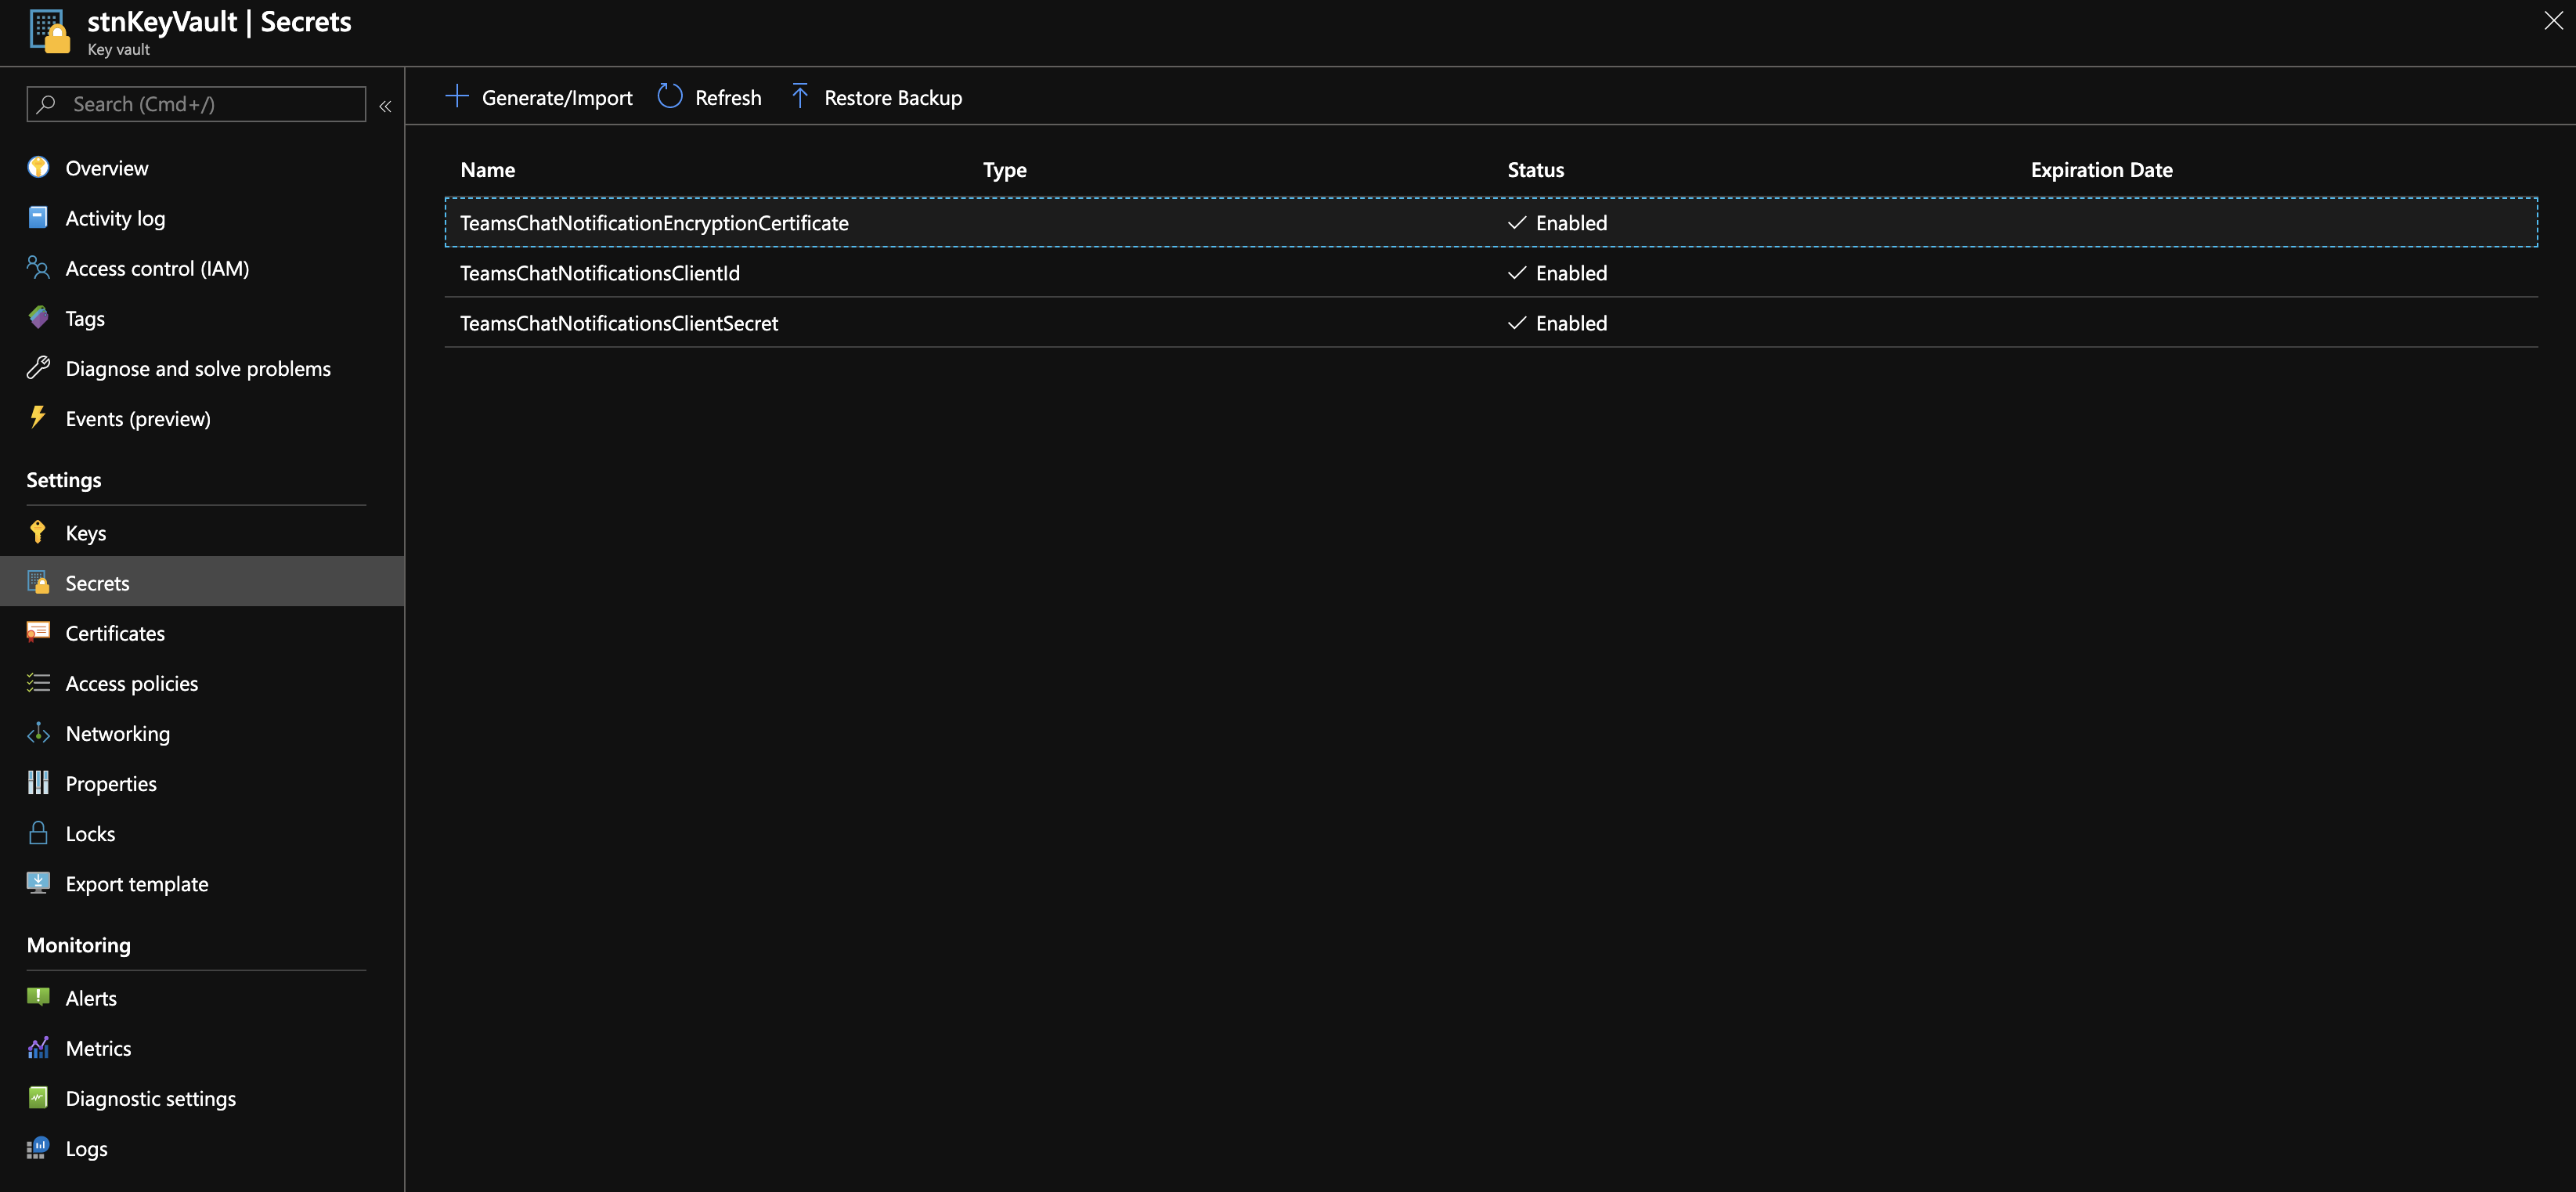 stnKeyVault | Secrets
Key vault
Search (Cmd+/)
Overview
Activity log
Access control (IAM)
Tags
Diagnose and solve problems
Events (preview)
Settings
Keys
Secrets
Certificates
Access policies
Networking
Properties
Locks
Export template
Monitoring
Alerts
Metrics
Diagnostic settings
Logs
Generate/Import Refresh Restore Backup
Name Type Status Expiration Date
TeamsChatNotificationEncryptionCertificate Enabled
TeamsChatNotificationsClientId Enabled
TeamsChatNotificationsClientSecret Enabled